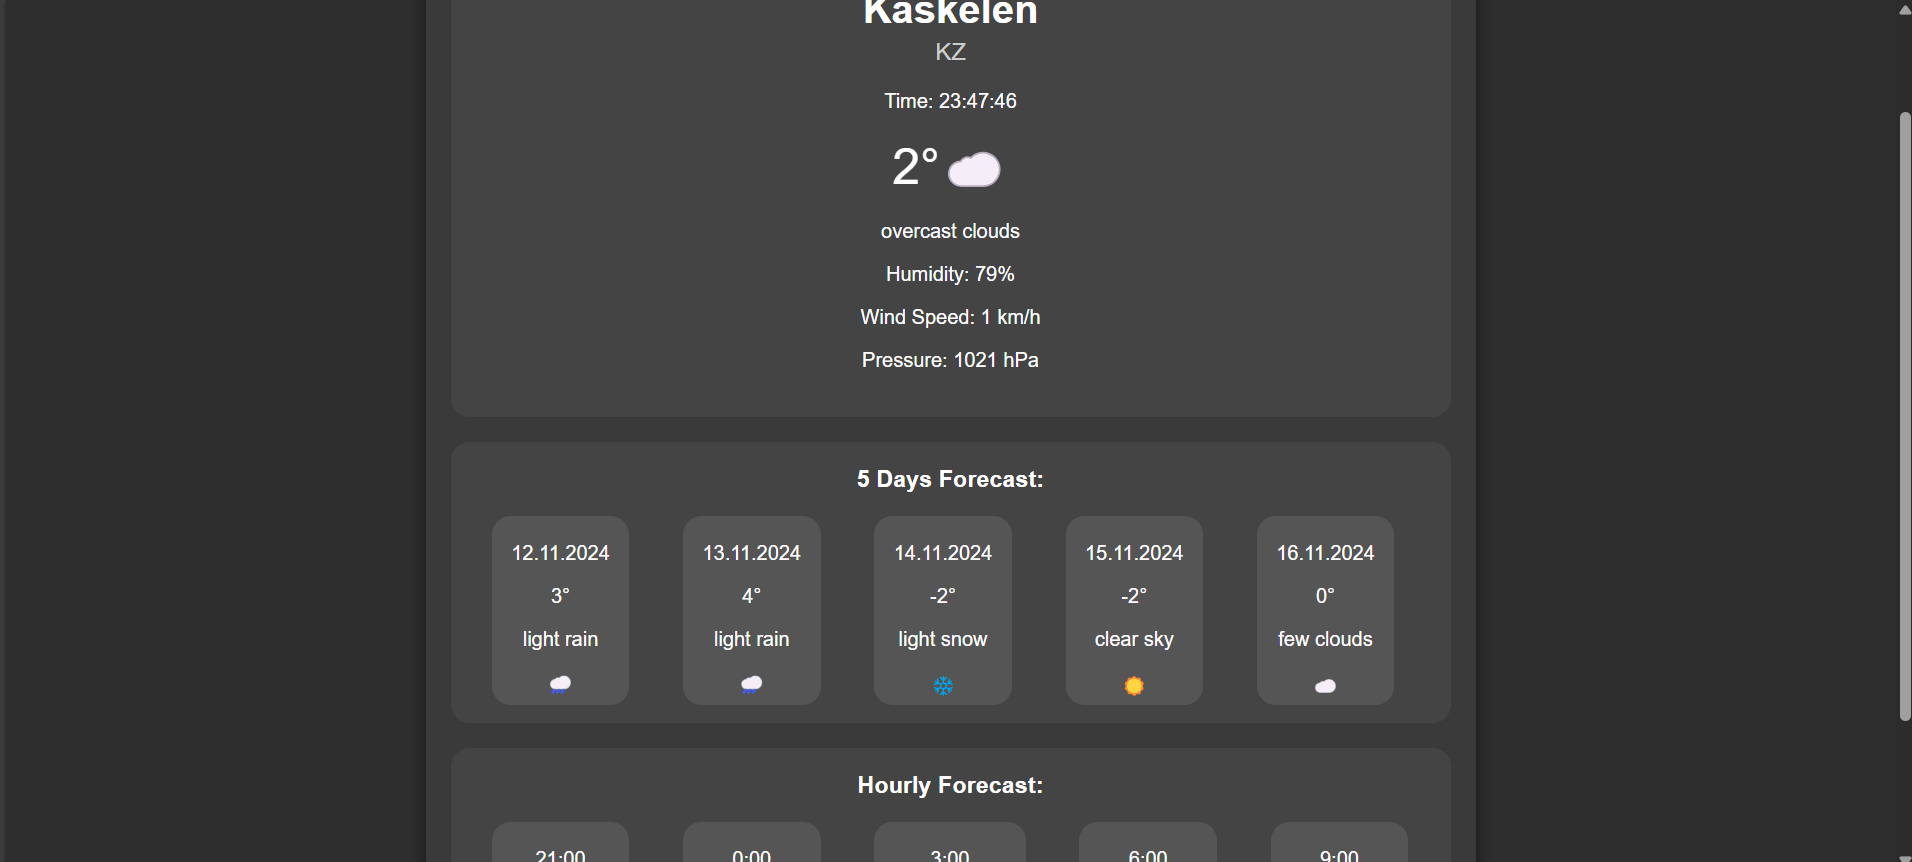 Kaskelen
KZ
Time: 23:47:46
2°
overcast clouds
Humidity: 79%
Wind Speed: 1 km/h
Pressure: 1021 hPa
5 Days Forecast:
12.11.2024 13.11.2024 14.11.2024 15.11.2024 16.11.2024
3° 4° -2° -2° 0°
light rain light rain light snow clear sky few clouds
Hourly Forecast:
21:00 0:00 3:00 6:00 9:00